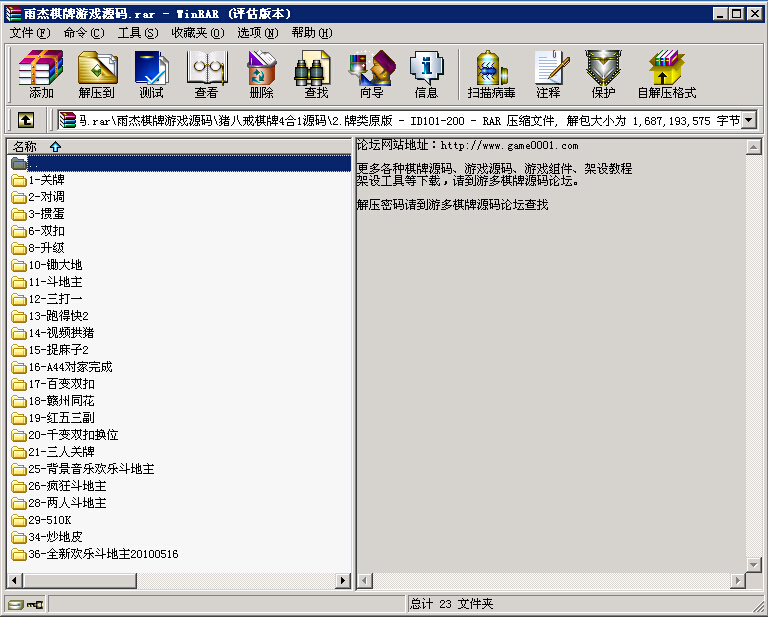 雨杰棋牌游戏源码.rar - WinRAR (评估版本)
文件(F) 命令(C) 工具(S) 收藏夹(O) 选项(N) 帮助(H)
添加 解压到 测试 查看 删除 查找 向导 信息 扫描病毒 注释 保护 自解压格式
.rar\雨杰棋牌游戏源码\猪八戒棋牌4合1源码\2.牌类原版 - ID101-200 - RAR 压缩文件, 解包大小为 1,687,193,575 字节
名称
..
1-关牌
2-对调
3-掼蛋
6-双扣
8-升级
10-锄大地
11-斗地主
12-三打一
13-跑得快2
14-视频拱猪
15-捉麻子2
16-A44对家完成
17-百变双扣
18-赣州同花
19-红五三副
20-千变双扣换位
21-三人关牌
25-背景音乐欢乐斗地主
26-疯狂斗地主
28-两人斗地主
29-510K
34-炒地皮
36-全新欢乐斗地主20100516
论坛网站地址：http://www.game0001.com
更多各种棋牌源码、游戏源码、游戏组件、架设教程
架设工具等下载，请到游多棋牌源码论坛。
解压密码请到游多棋牌源码论坛查找
总计 23 文件夹